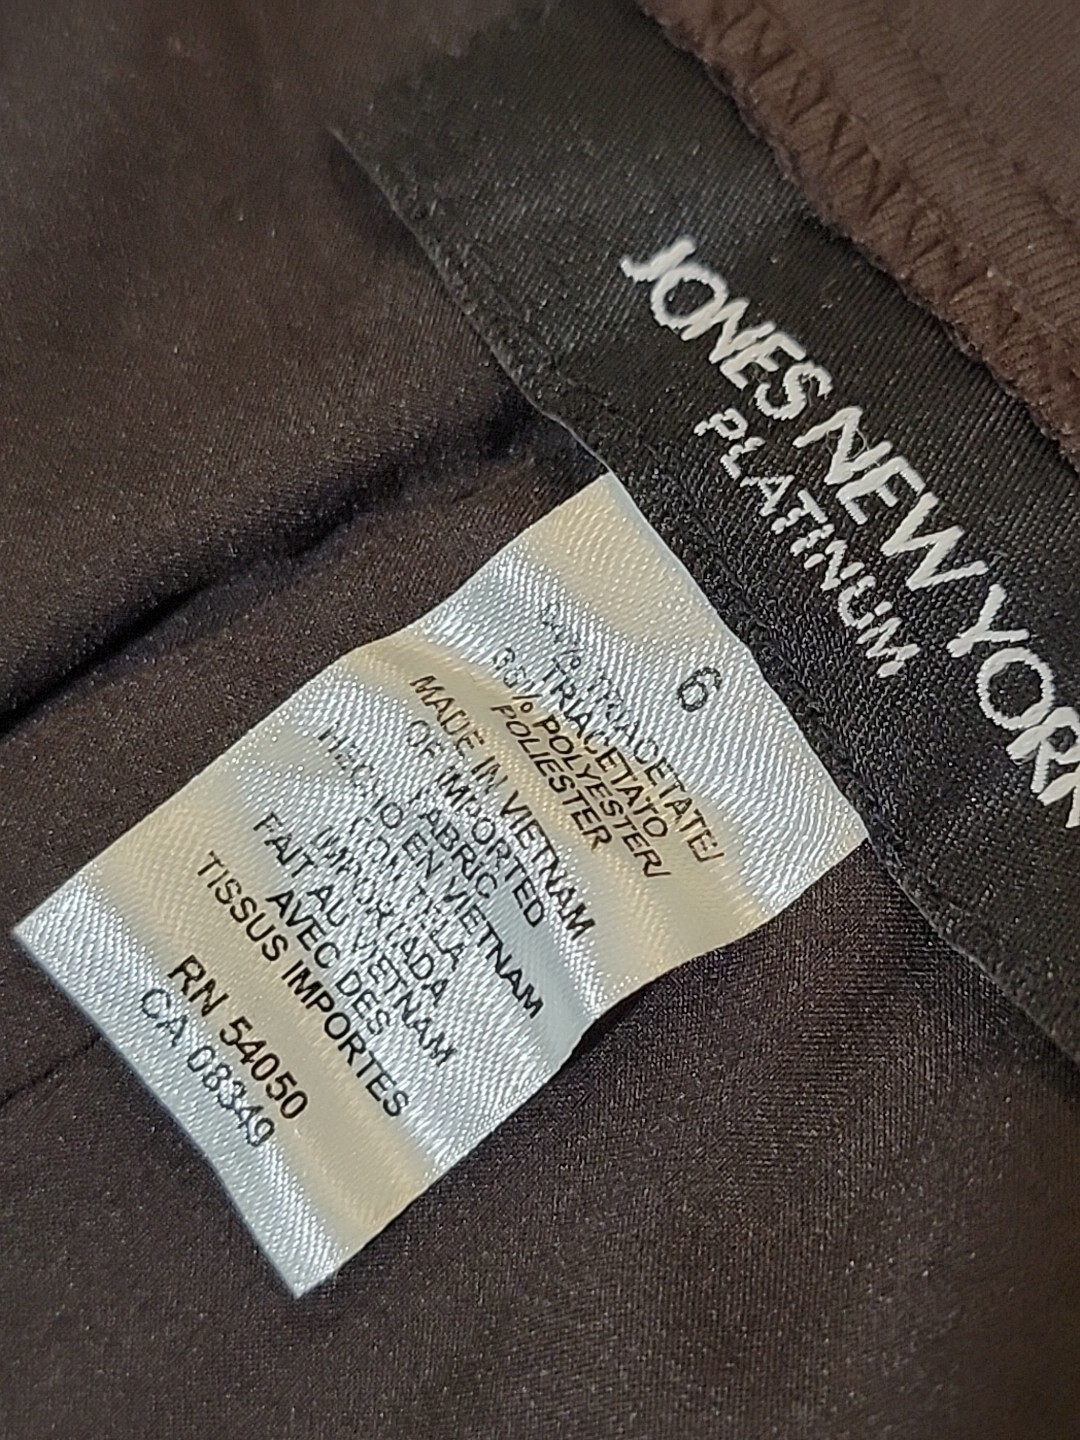 JONES NEW YORK
PLATINUM
6
TRIACETATE/
TRIACETATO
POLYESTER/
POLIESTER
MADE IN VIETNAM
OF IMPORTED
FABRIC
HECHO EN VIETNAM
CON TELA
IMPORTADA
FAIT AU VIETNAM
AVEC DES
TISSUS IMPORTES
RN 54050
CA 08349